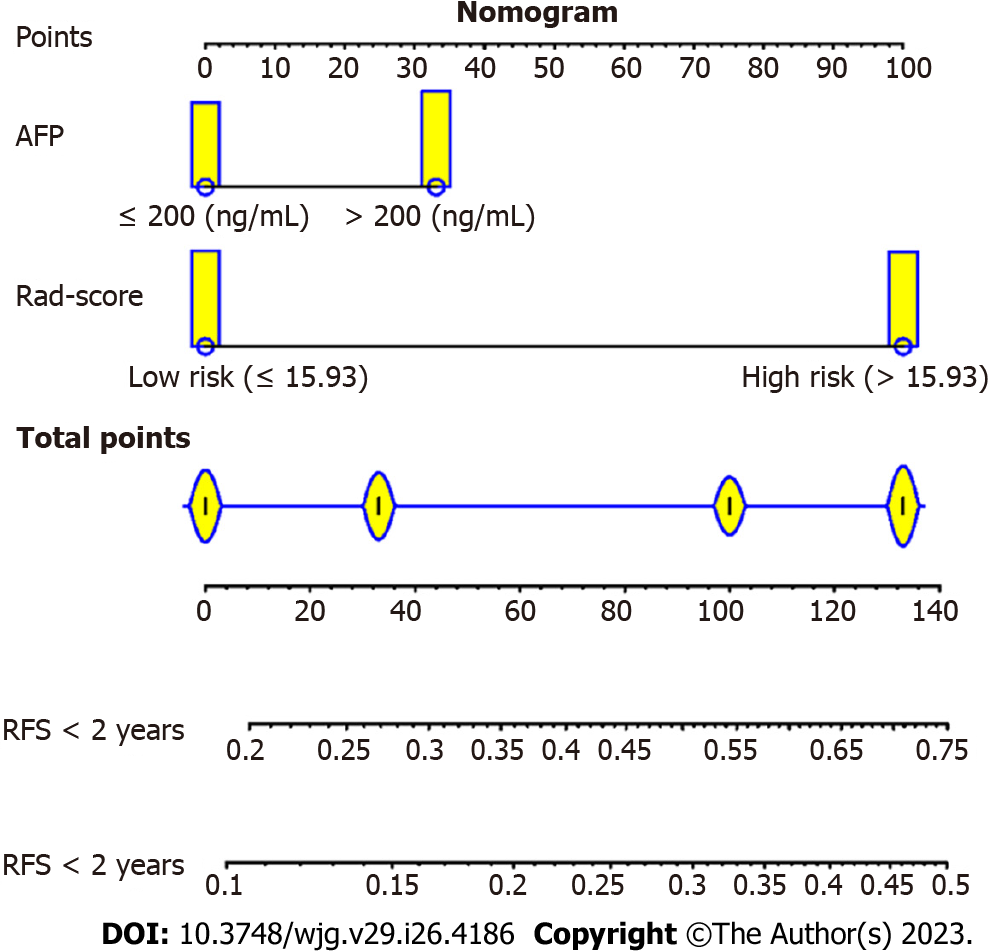 Nomogram
Points
0 10 20 30 40 50 60 70 80 90 100
AFP
≤ 200 (ng/mL) > 200 (ng/mL)
Rad-score
Low risk (≤ 15.93) High risk (> 15.93)
Total points
0 20 40 60 80 100 120 140
RFS < 2 years
0.2 0.25 0.3 0.35 0.4 0.45 0.55 0.65 0.75
RFS < 2 years
0.1 0.15 0.2 0.25 0.3 0.35 0.4 0.45 0.5
DOI: 10.3748/wjg.v29.i26.4186 Copyright ©The Author(s) 2023.